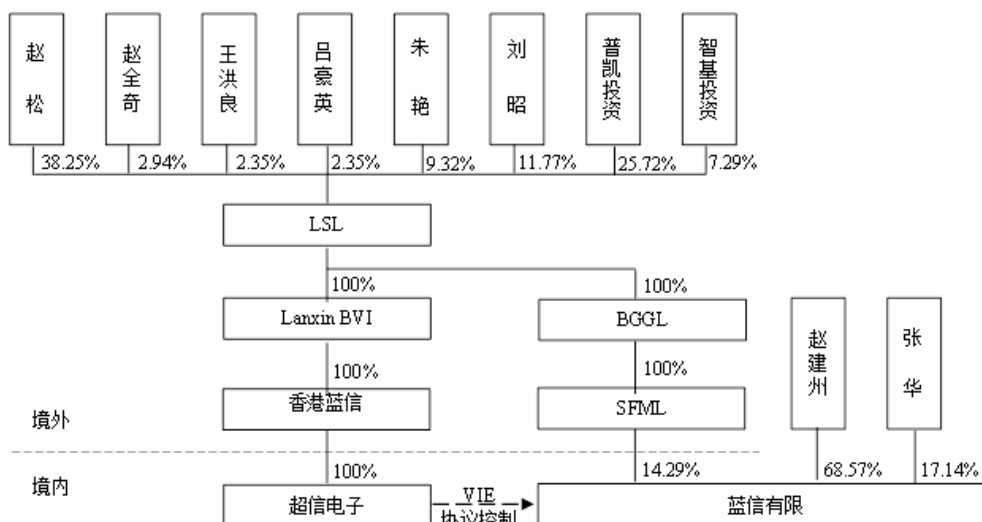 赵松
赵全奇
王洪良
吕豪英
朱艳
刘昭
普凯投资
智基投资
38.25%
2.94%
2.35%
2.35%
9.32%
11.77%
25.72%
7.29%
LSL
100%
100%
Lanxin BVI
BGGL
赵建州
张华
100%
100%
香港蓝信
SFML
境外
境内
100%
14.29%
68.57%
17.14%
超信电子
VIE
协议控制
蓝信有限